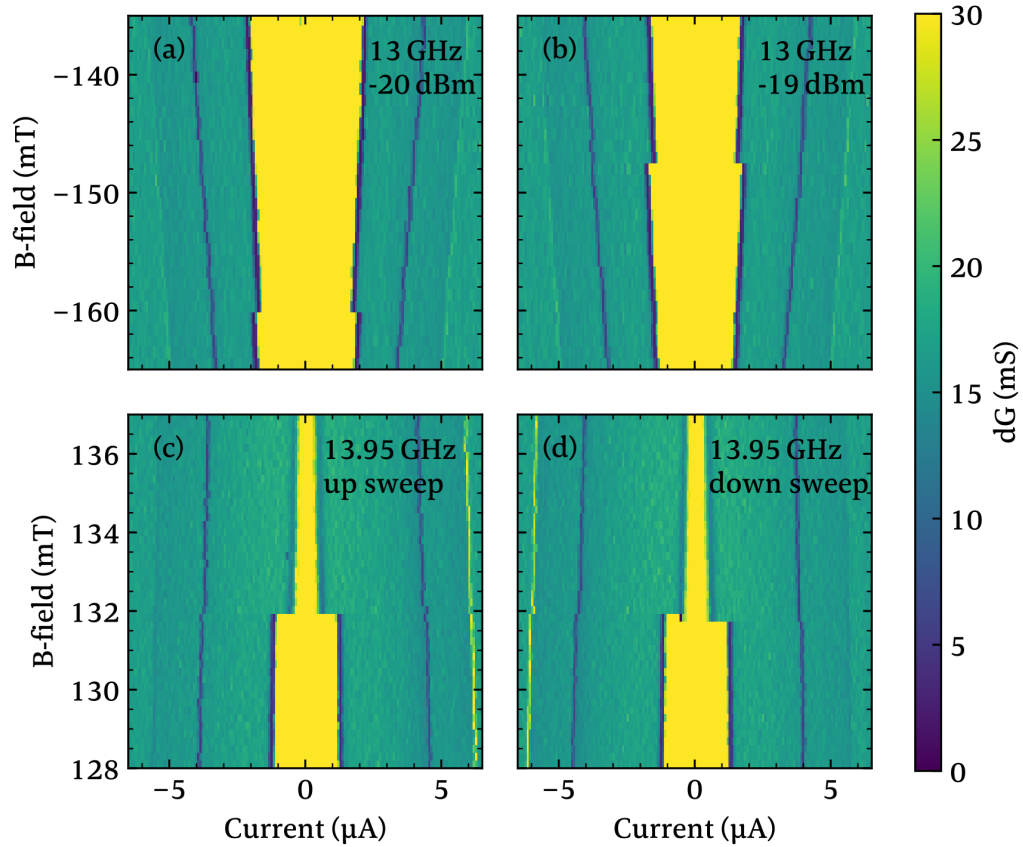 (a)
13 GHz
-20 dBm
(b)
13 GHz
-19 dBm
−140
−150
−160
B-field (mT)
(c)
13.95 GHz
up sweep
(d)
13.95 GHz
down sweep
136
134
132
130
128
B-field (mT)
−5
0
5
Current (μA)
−5
0
5
Current (μA)
30
25
20
15
10
5
0
dG (mS)